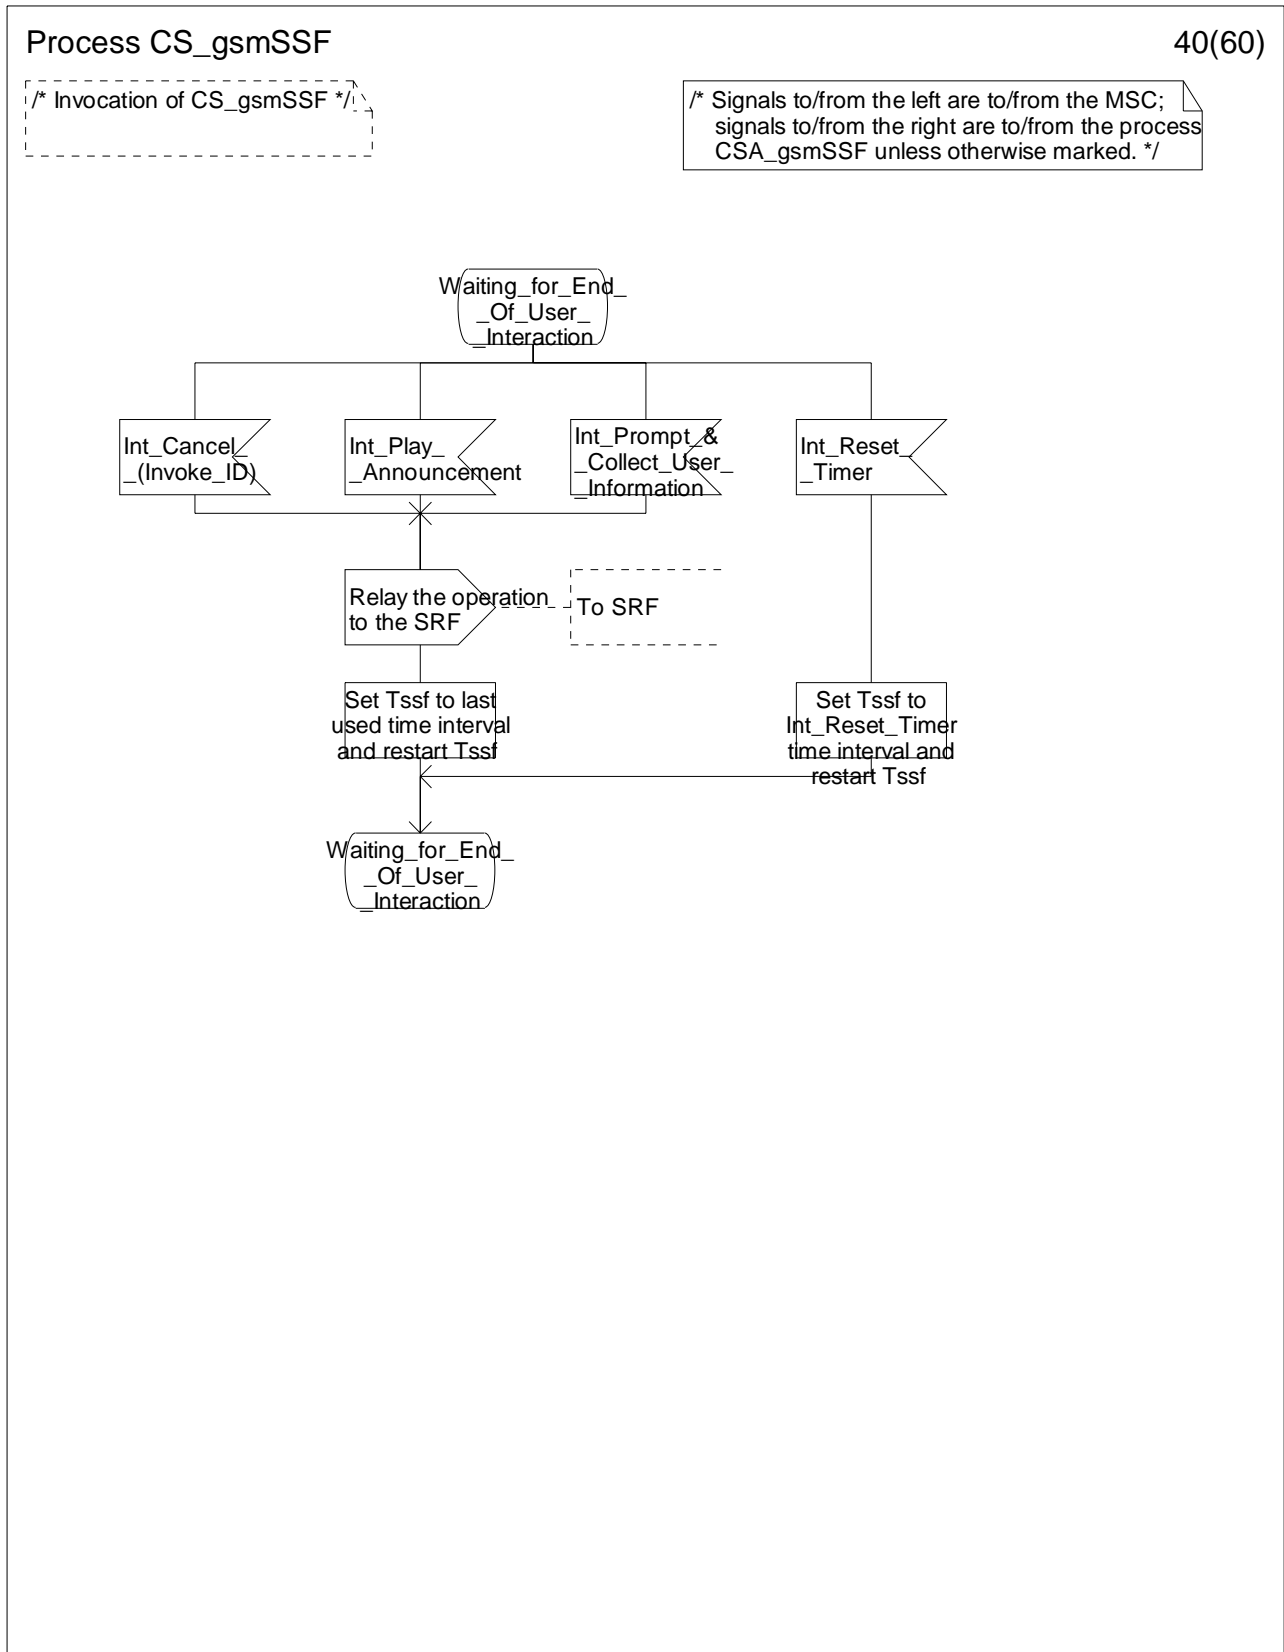 Process CS_gsmSSF
40(60)
/* Invocation of CS_gsmSSF */
/* Signals to/from the left are to/from the MSC;
signals to/from the right are to/from the process
CSA_gsmSSF unless otherwise marked. */
Waiting_for_End_
_Of_User_
_Interaction
Int_Cancel_
_(Invoke_ID)
Int_Play_
_Announcement
Int_Prompt_&
_Collect_User_
_Information
Int_Reset_
_Timer
Relay the operation
to the SRF
To SRF
Set Tssf to last
used time interval
and restart Tssf
Set Tssf to
Int_Reset_Timer
time interval and
restart Tssf
Waiting_for_End_
_Of_User_
_Interaction